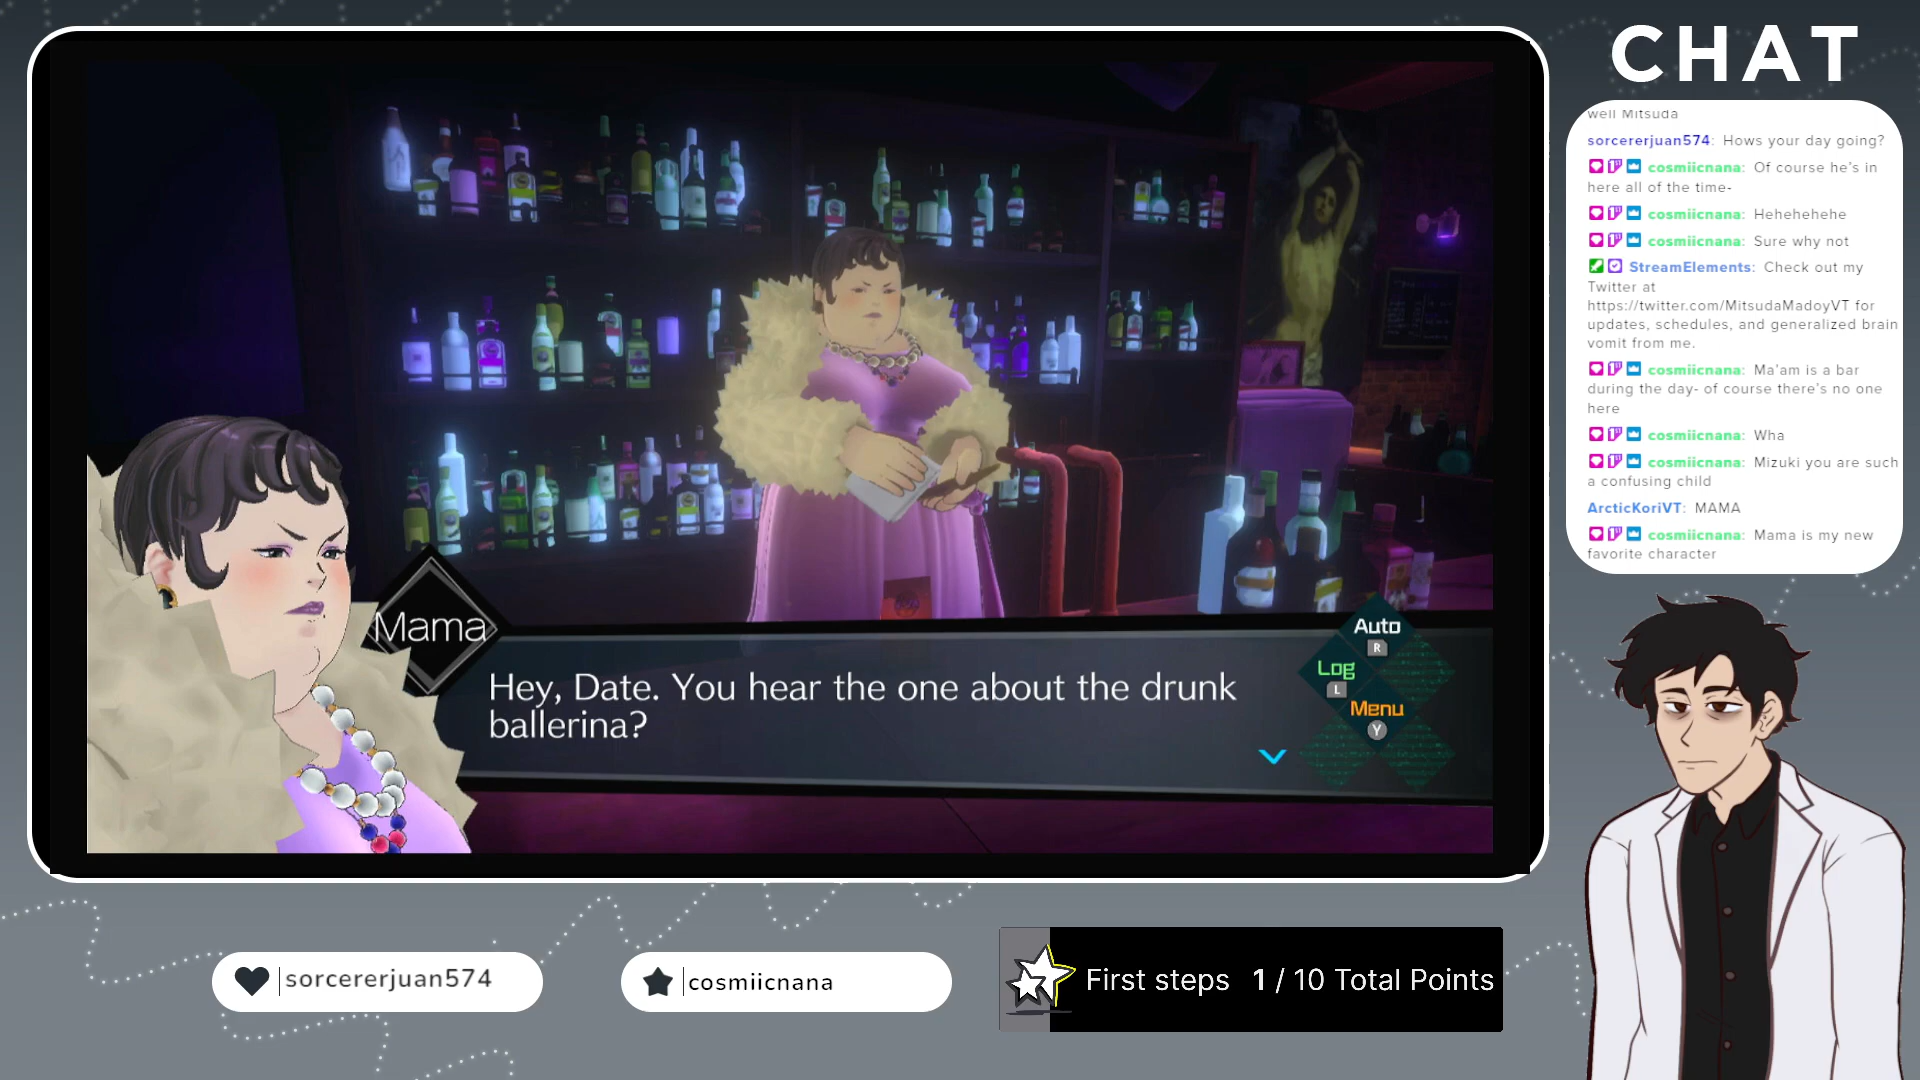 CHAT
well Mitsuda
sorcererjuan574: Hows your day going?
cosmiicnana: Of course he's in
here all of the time-
cosmiicnana: Hehehehehe
cosmiicnana: Sure why not
StreamElements: Check out my
Twitter at
https://twitter.com/MitsudaMadoyVT for
updates, schedules, and generalized brain
vomit from me.
cosmiicnana: Ma'am is a bar
during the day- of course there's no one
here
cosmiicnana: Wha
cosmiicnana: Mizuki you are such
a confusing child
ArcticKoriVT: MAMA
cosmiicnana: Mama is my new
favorite character
Mama
Hey, Date. You hear the one about the drunk
ballerina?
Auto
R
Log
L
Menu
Y
sorcererjuan574
cosmiicnana
First steps 1 / 10 Total Points